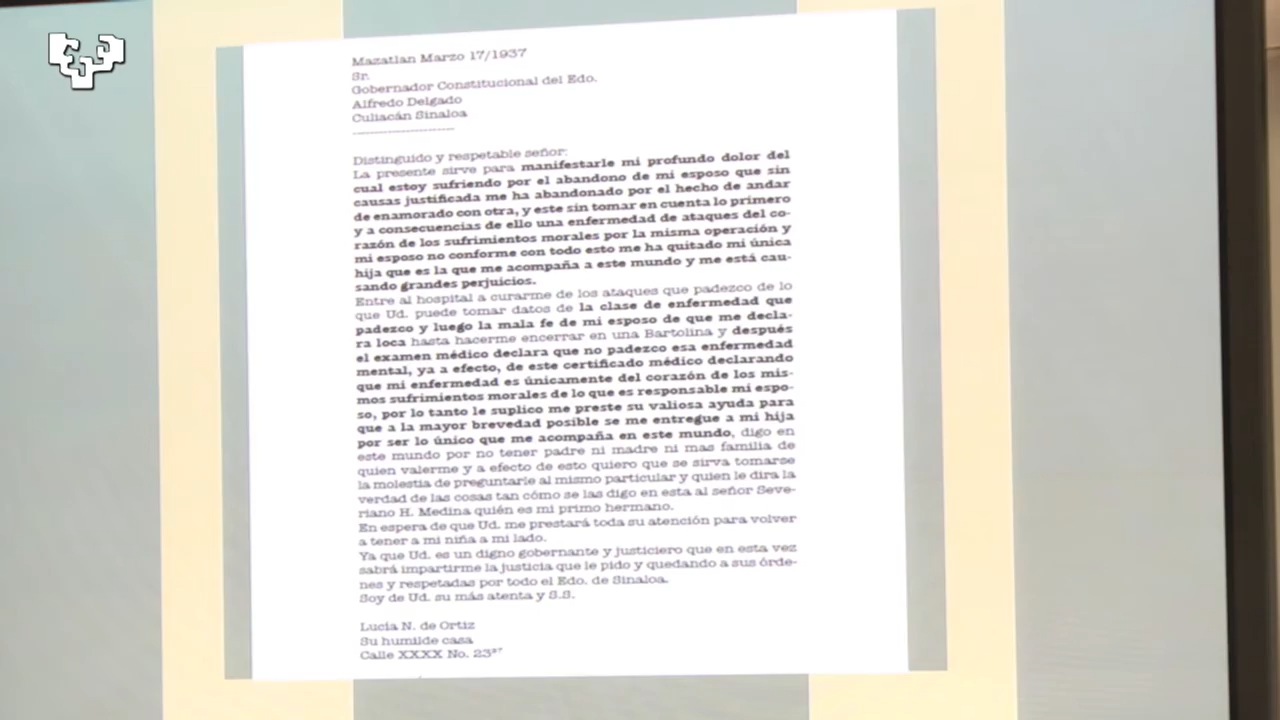 Mazatlan Marzo 17/1937
Sr.
Gobernador Constitucional del Edo.
Alfredo Delgado
Culiacán Sinaloa
------------------------
Distinguido y respetable señor:
La presente sirve para manifestarle mi profundo dolor del
cual estoy sufriendo por el abandono de mi esposo que sin
causas justificada me ha abandonado por el hecho de andar
de enamorado con otra, y este sin tomar en cuenta lo primero
y a consecuencias de ello una enfermedad de ataques del co-
razón de los sufrimientos morales por la misma operación y
mi esposo no conforme con todo esto me ha quitado mi única
hija que es la que me acompaña a este mundo y me está cau-
sando grandes perjuicios.
Entre al hospital a curarme de los ataques que padezco de lo
que Ud. puede tomar datos de la clase de enfermedad que
padezco y luego la mala fe de mi esposo de que me decla-
ra loca hasta hacerme encerrar en una Bartolina y después
el examen médico declara que no padezco esa enfermedad
mental, ya a efecto, de este certificado médico declarando
que mi enfermedad es únicamente del corazón de los mis-
mos sufrimientos morales de lo que es responsable mi espo-
so, por lo tanto le suplico me preste su valiosa ayuda para
que a la mayor brevedad posible se me entregue a mi hija
por ser lo único que me acompaña en este mundo, digo en
este mundo por no tener padre ni madre ni mas familia de
quien valerme y a efecto de esto quiero que se sirva tomarse
la molestia de preguntarle al mismo particular y quien le dira la
verdad de las cosas tan cómo se las digo en esta al señor Seve-
riano H. Medina quién es mi primo hermano.
En espera de que Ud. me prestará toda su atención para volver
a tener a mi niña a mi lado.
Ya que Ud. es un digno gobernante y justiciero que en esta vez
sabrá impartirme la justicia que le pido y quedando a sus órde-
nes y respetadas por todo el Edo. de Sinaloa.
Soy de Ud. su más atenta y S.S.
Lucía N. de Ortiz
Su humilde casa
Calle XXXX No. 23²⁷